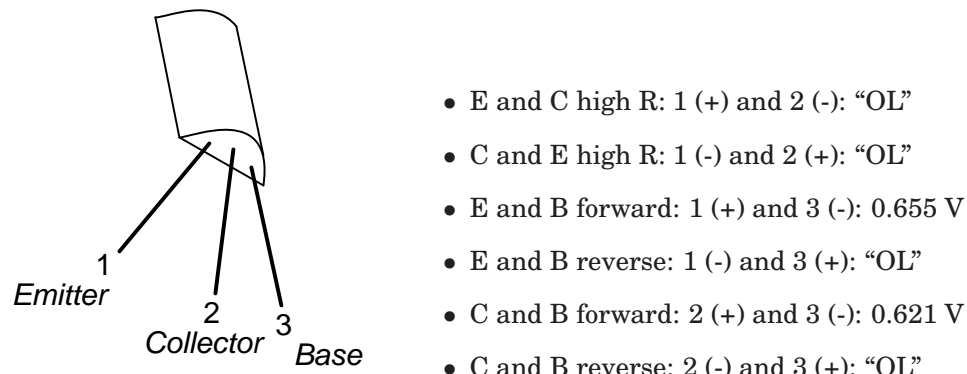 1
Emitter
2
Collector
3
Base
• E and C high R: 1 (+) and 2 (-): “OL”
• C and E high R: 1 (-) and 2 (+): “OL”
• E and B forward: 1 (+) and 3 (-): 0.655 V
• E and B reverse: 1 (-) and 3 (+): “OL”
• C and B forward: 2 (+) and 3 (-): 0.621 V
• C and B reverse: 2 (-) and 3 (+): “OL”